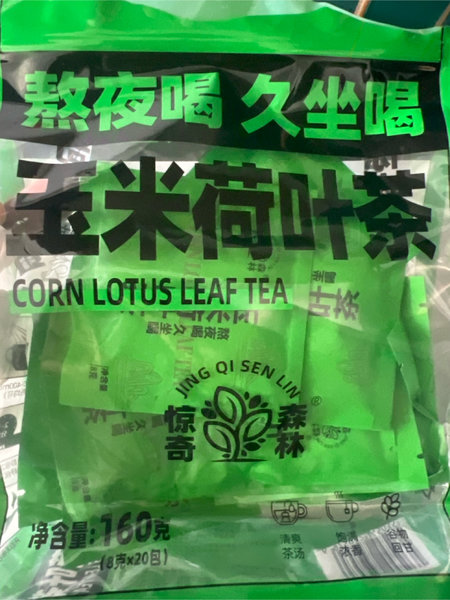 熬夜喝 久坐喝
玉米荷叶茶
CORN LOTUS LEAF TEA
JING QI SEN LIN
惊奇 森林
®
净含量:160克
(8克×20包)
清爽
茶汤
饱满
浓香
谷物
回甘